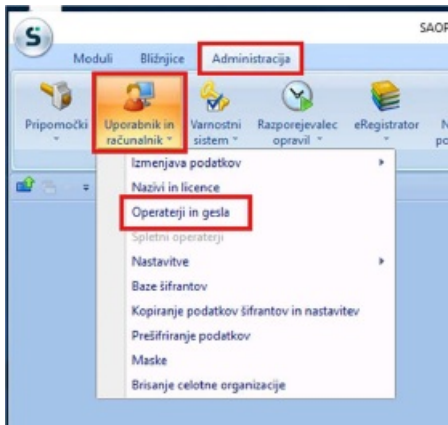 S
SAOP
Moduli Bližnjice Administracija
Pripomočki Uporabnik in Varnostni Razporejevalec eRegistrator
računalnik sistem opravil
Izmenjava podatkov
Nazivi in licence
Operaterji in gesla
Spletni operaterji
Nastavitve
Baze šifrantov
Kopiranje podatkov šifrantov in nastavitev
Prešifriranje podatkov
Maske
Brisanje celotne organizacije